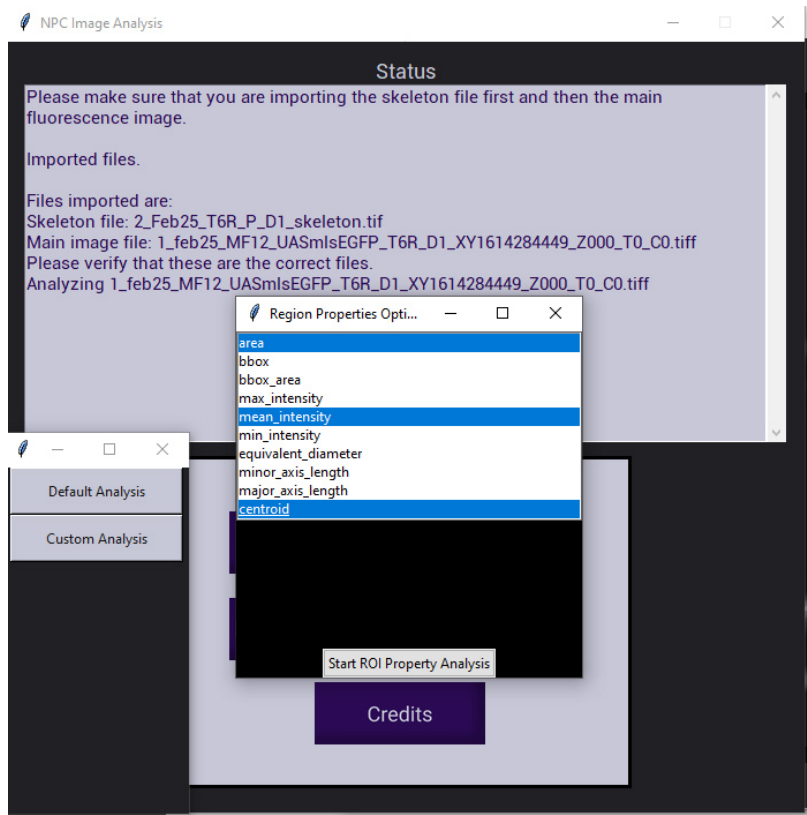 NPC Image Analysis
Status
Please make sure that you are importing the skeleton file first and then the main
fluorescence image.
Imported files.
Files imported are:
Skeleton file: 2_Feb25_T6R_P_D1_skeleton.tif
Main image file: 1_feb25_MF12_UASmIsEGFP_T6R_D1_XY1614284449_Z000_T0_C0.tiff
Please verify that these are the correct files.
Analyzing 1_feb25_MF12_UASmIsEGFP_T6R_D1_XY1614284449_Z000_T0_C0.tiff
Region Properties Opti...
area
bbox
bbox_area
max_intensity
mean_intensity
min_intensity
equivalent_diameter
minor_axis_length
major_axis_length
centroid
Start ROI Property Analysis
Default Analysis
Custom Analysis
Credits